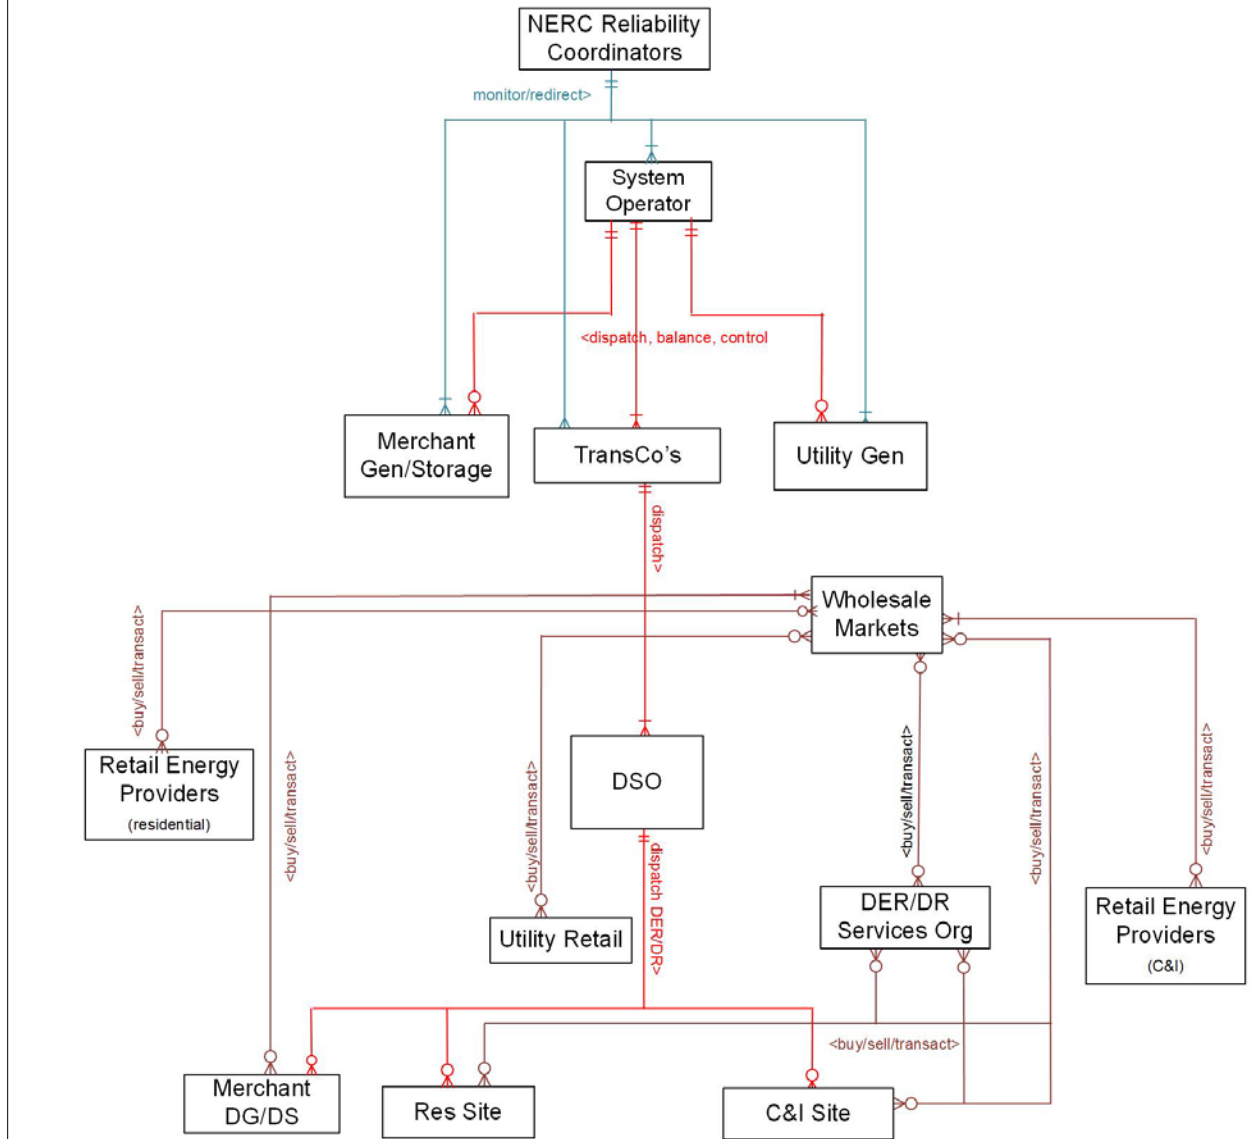 NERC Reliability
Coordinators
monitor/redirect>
System
Operator
<dispatch, balance, control
Merchant
Gen/Storage
TransCo's
Utility Gen
dispatch>
Wholesale
Markets
<buy/sell/transact>
Retail Energy
Providers
(residential)
<buy/sell/transact>
DSO
<buy/sell/transact>
<buy/sell/transact>
<buy/sell/transact>
<buy/sell/transact>
dispatch DER/DR>
Utility Retail
DER/DR
Services Org
Retail Energy
Providers
(C&I)
<buy/sell/transact>
Merchant
DG/DS
Res Site
C&I Site